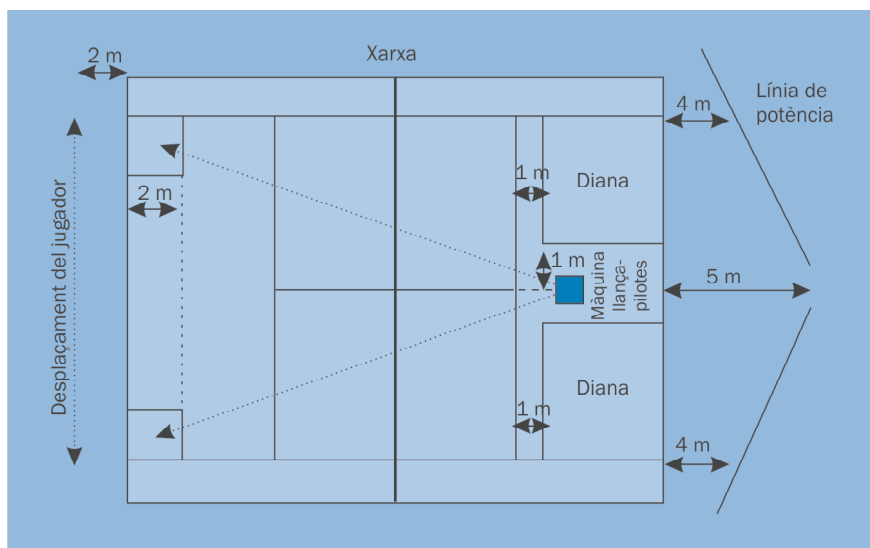 Xarxa
2 m
Línia de
potència
4 m
1 m
Diana
Desplaçament del jugador
2 m
1 m
Màquina
llança-
pilotes
5 m
Diana
1 m
4 m